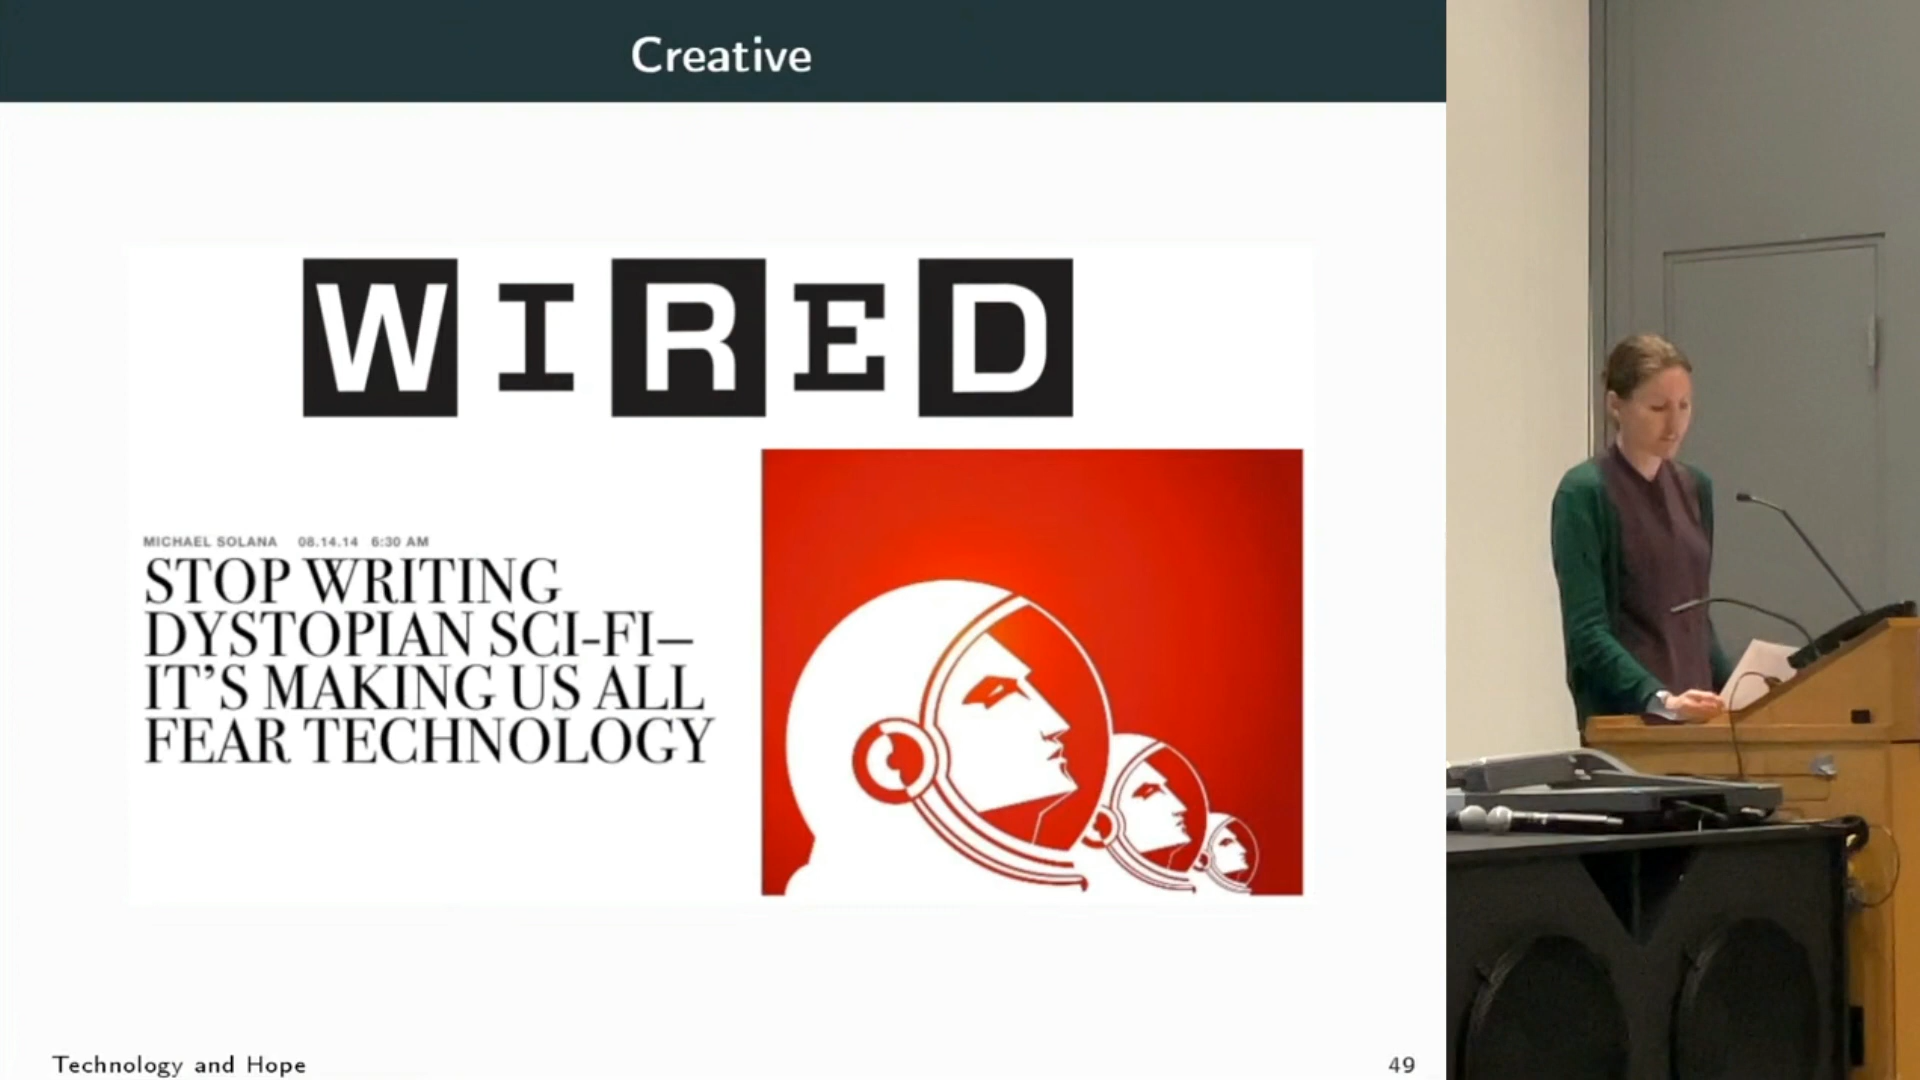 Creative
WIRED
MICHAEL SOLANA 08.14.14 6:30 AM
STOP WRITING
DYSTOPIAN SCI-FI—
IT'S MAKING US ALL
FEAR TECHNOLOGY
Technology and Hope
49